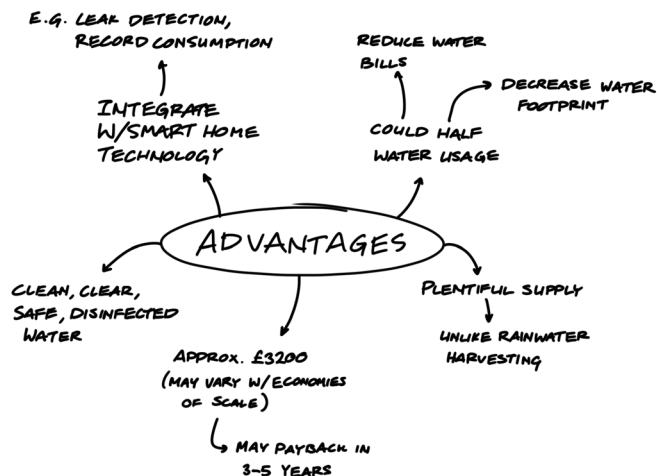 E.G. LEAK DETECTION,
RECORD CONSUMPTION
INTEGRATE
W/SMART HOME
TECHNOLOGY
REDUCE WATER
BILLS
DECREASE WATER
FOOTPRINT
COULD HALF
WATER USAGE
ADVANTAGES
CLEAN, CLEAR,
SAFE, DISINFECTED
WATER
PLENTIFUL SUPPLY
UNLIKE RAINWATER
HARVESTING
APPROX. £3200
(MAY VARY W/ECONOMIES
OF SCALE)
MAY PAYBACK IN
3-5 YEARS